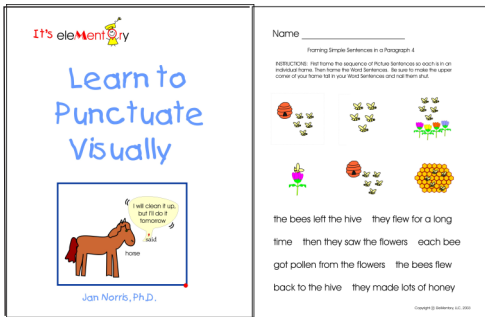 It's eleMentOry
Learn to
Punctuate
Visually
I will clean it up,
but I'll do it
tomorrow
said
horse
Jan Norris, Ph.D.
Name
Framing Simple Sentences in a Paragraph 4
INSTRUCTIONS: First frame the sequence of Picture Sentences so each is in an
individual frame. Then frame the Word Sentences. Be sure to make the upper
corner of your frame tall in your Word Sentences and nail them shut.
the bees left the hive they flew for a long
time then they saw the flowers each bee
got pollen from the flowers the bees flew
back to the hive they made lots of honey
Copyright © EleMentory, LLC, 2003